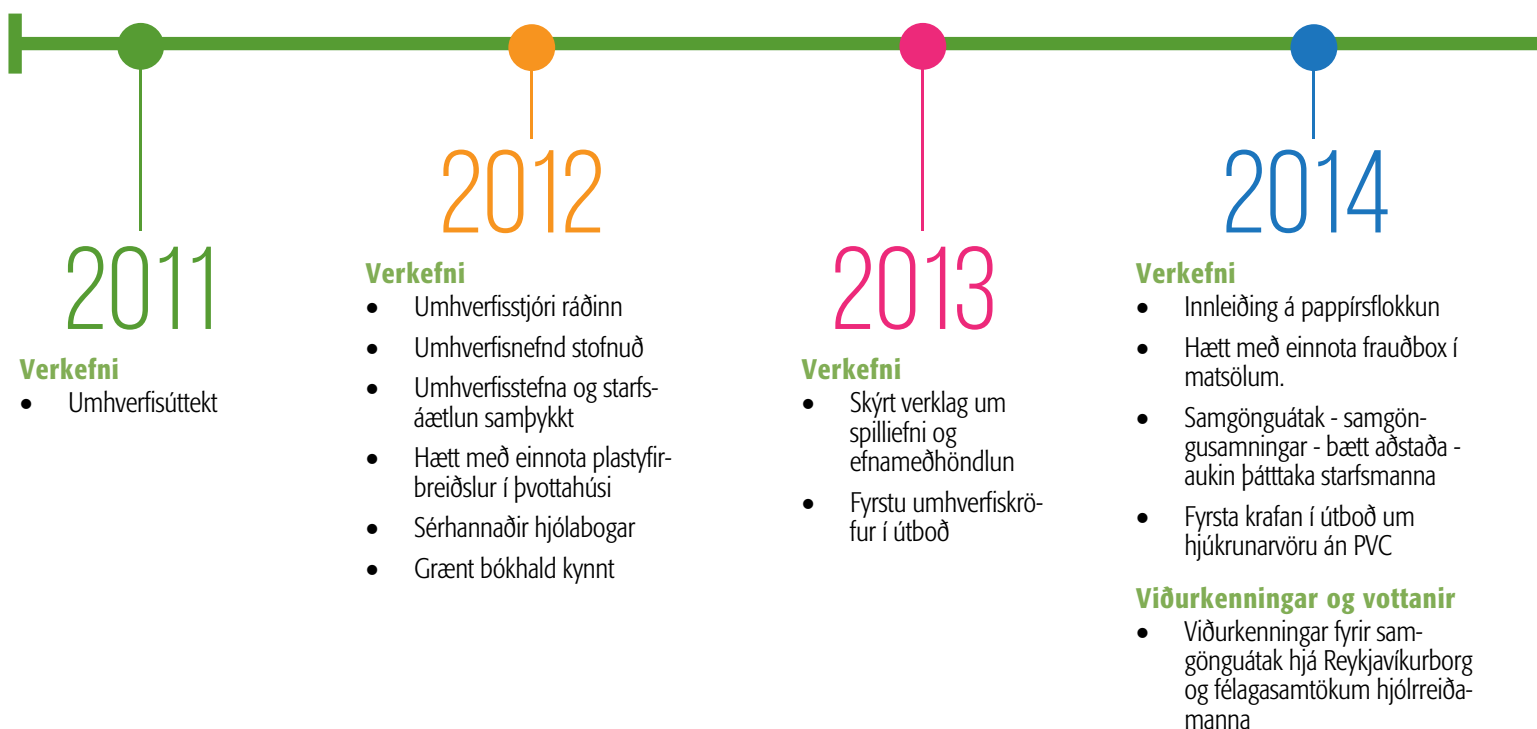 2011
Verkefni
• Umhverfisúttekt
2012
Verkefni
• Umhverfisstjóri ráðinn
• Umhverfisnefnd stofnuð
• Umhverfisstefna og starfs-
áætlun samþykkt
• Hætt með einnota plastyfir-
breiðslur í þvottahúsi
• Sérhannaðir hjólabogar
• Grænt bókhald kynnt
2013
Verkefni
• Skýrt verklag um
spilliefni og
efnameðhöndlun
• Fyrstu umhverfiskrö-
fur í útboð
2014
Verkefni
• Innleiðing á pappírsflokkun
• Hætt með einnota frauðbox í
matsölum.
• Samgönguátak - samgön-
gusamningar - bætt aðstaða -
aukin þátttaka starfsmanna
• Fyrsta krafan í útboð um
hjúkrunarvöru án PVC
Viðurkenningar og vottanir
• Viðurkenningar fyrir sam-
gönguátak hjá Reykjavíkurborg
og félagasamtökum hjólrreiða-
manna